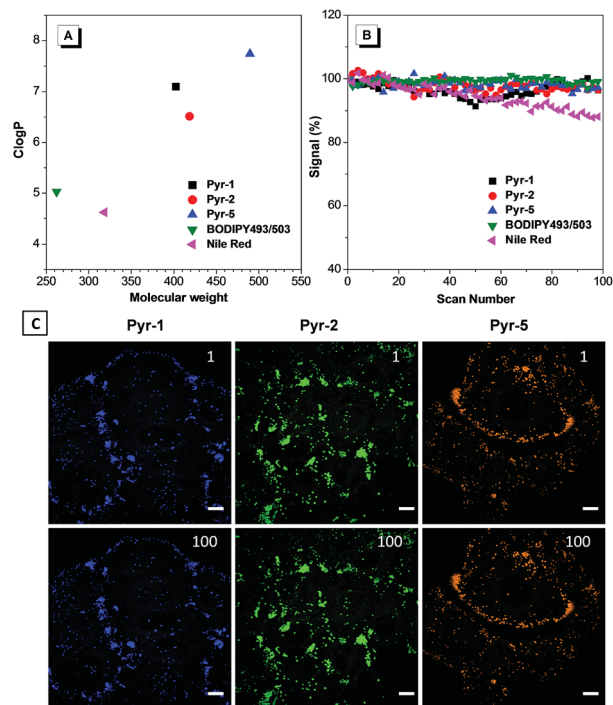 A
B
8
7
6
5
4
ClogP
Pyr-1
Pyr-2
Pyr-5
BODIPY493/503
Nile Red
250 300 350 400 450 500 550
Molecular weight
120
100
80
60
40
Signal (%)
Pyr-1
Pyr-2
Pyr-5
BODIPY493/503
Nile Red
0 20 40 60 80 100
Scan Number
C
Pyr-1 Pyr-2 Pyr-5
1 1 1
100 100 100